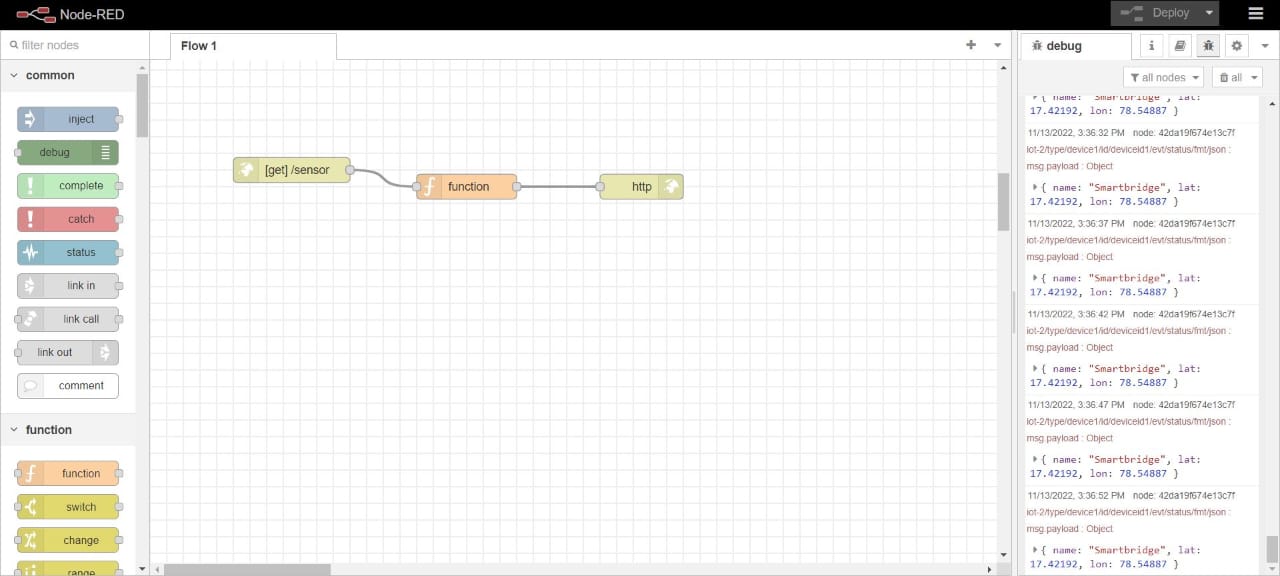 Node-RED
Deploy
filter nodes
Flow 1
debug
i
all nodes
all
common
inject
debug
complete
catch
status
link in
link call
link out
comment
function
function
switch
change
range
[get] /sensor
function
http
{ name: "Smartbridge", lat:
17.42192, lon: 78.54887 }
11/13/2022, 3:36:32 PM node: 42da19f674e13c7f
iot-2/type/device1/id/deviceid1/evt/status/fmt/json :
msg.payload : Object
{ name: "Smartbridge", lat:
17.42192, lon: 78.54887 }
11/13/2022, 3:36:37 PM node: 42da19f674e13c7f
iot-2/type/device1/id/deviceid1/evt/status/fmt/json :
msg.payload : Object
{ name: "Smartbridge", lat:
17.42192, lon: 78.54887 }
11/13/2022, 3:36:42 PM node: 42da19f674e13c7f
iot-2/type/device1/id/deviceid1/evt/status/fmt/json :
msg.payload : Object
{ name: "Smartbridge", lat:
17.42192, lon: 78.54887 }
11/13/2022, 3:36:47 PM node: 42da19f674e13c7f
iot-2/type/device1/id/deviceid1/evt/status/fmt/json :
msg.payload : Object
{ name: "Smartbridge", lat:
17.42192, lon: 78.54887 }
11/13/2022, 3:36:52 PM node: 42da19f674e13c7f
iot-2/type/device1/id/deviceid1/evt/status/fmt/json :
msg.payload : Object
{ name: "Smartbridge", lat:
17.42192, lon: 78.54887 }